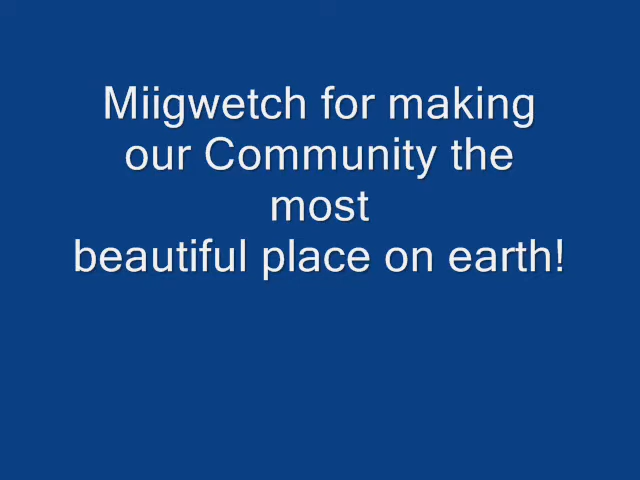 Miigwetch for making
our Community the
most
beautiful place on earth!